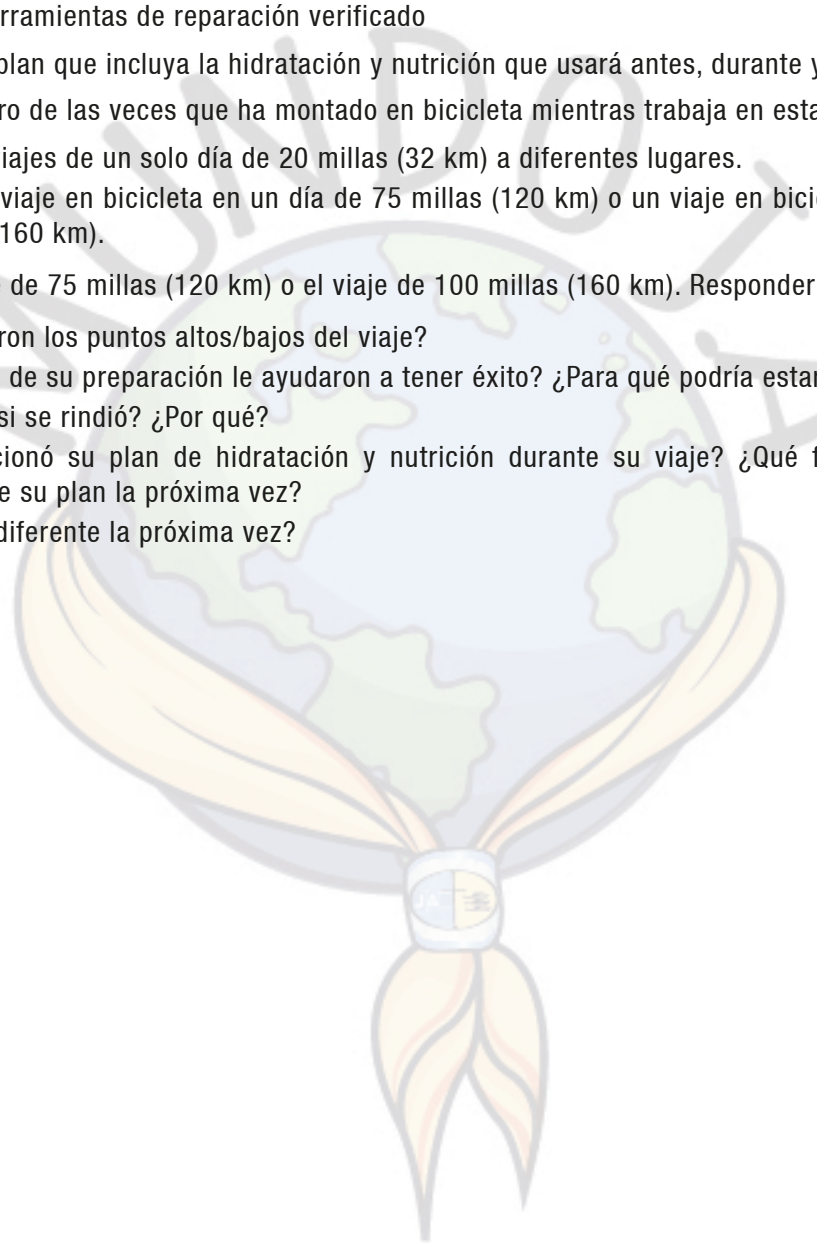 rramientas de reparación verificado
plan que incluya la hidratación y nutrición que usará antes, durante y
ro de las veces que ha montado en bicicleta mientras trabaja en esta
iajes de un solo día de 20 millas (32 km) a diferentes lugares.
viaje en bicicleta en un día de 75 millas (120 km) o un viaje en bici
160 km).
de 75 millas (120 km) o el viaje de 100 millas (160 km). Responder
ron los puntos altos/bajos del viaje?
de su preparación le ayudaron a tener éxito? ¿Para qué podría estar
si se rindió? ¿Por qué?
cionó su plan de hidratación y nutrición durante su viaje? ¿Qué f
e su plan la próxima vez?
diferente la próxima vez?
MUNDO JA
JA